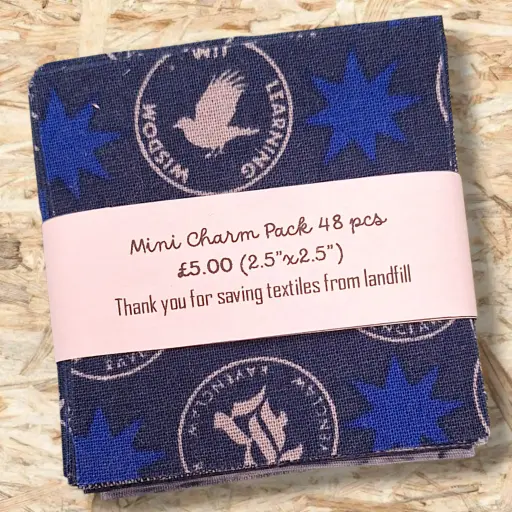 WIT
WISDOM
LEARNING
Mini Charm Pack 48 pcs
£5.00 (2.5"x2.5")
Thank you for saving textiles from landfill
RAVENCLAW